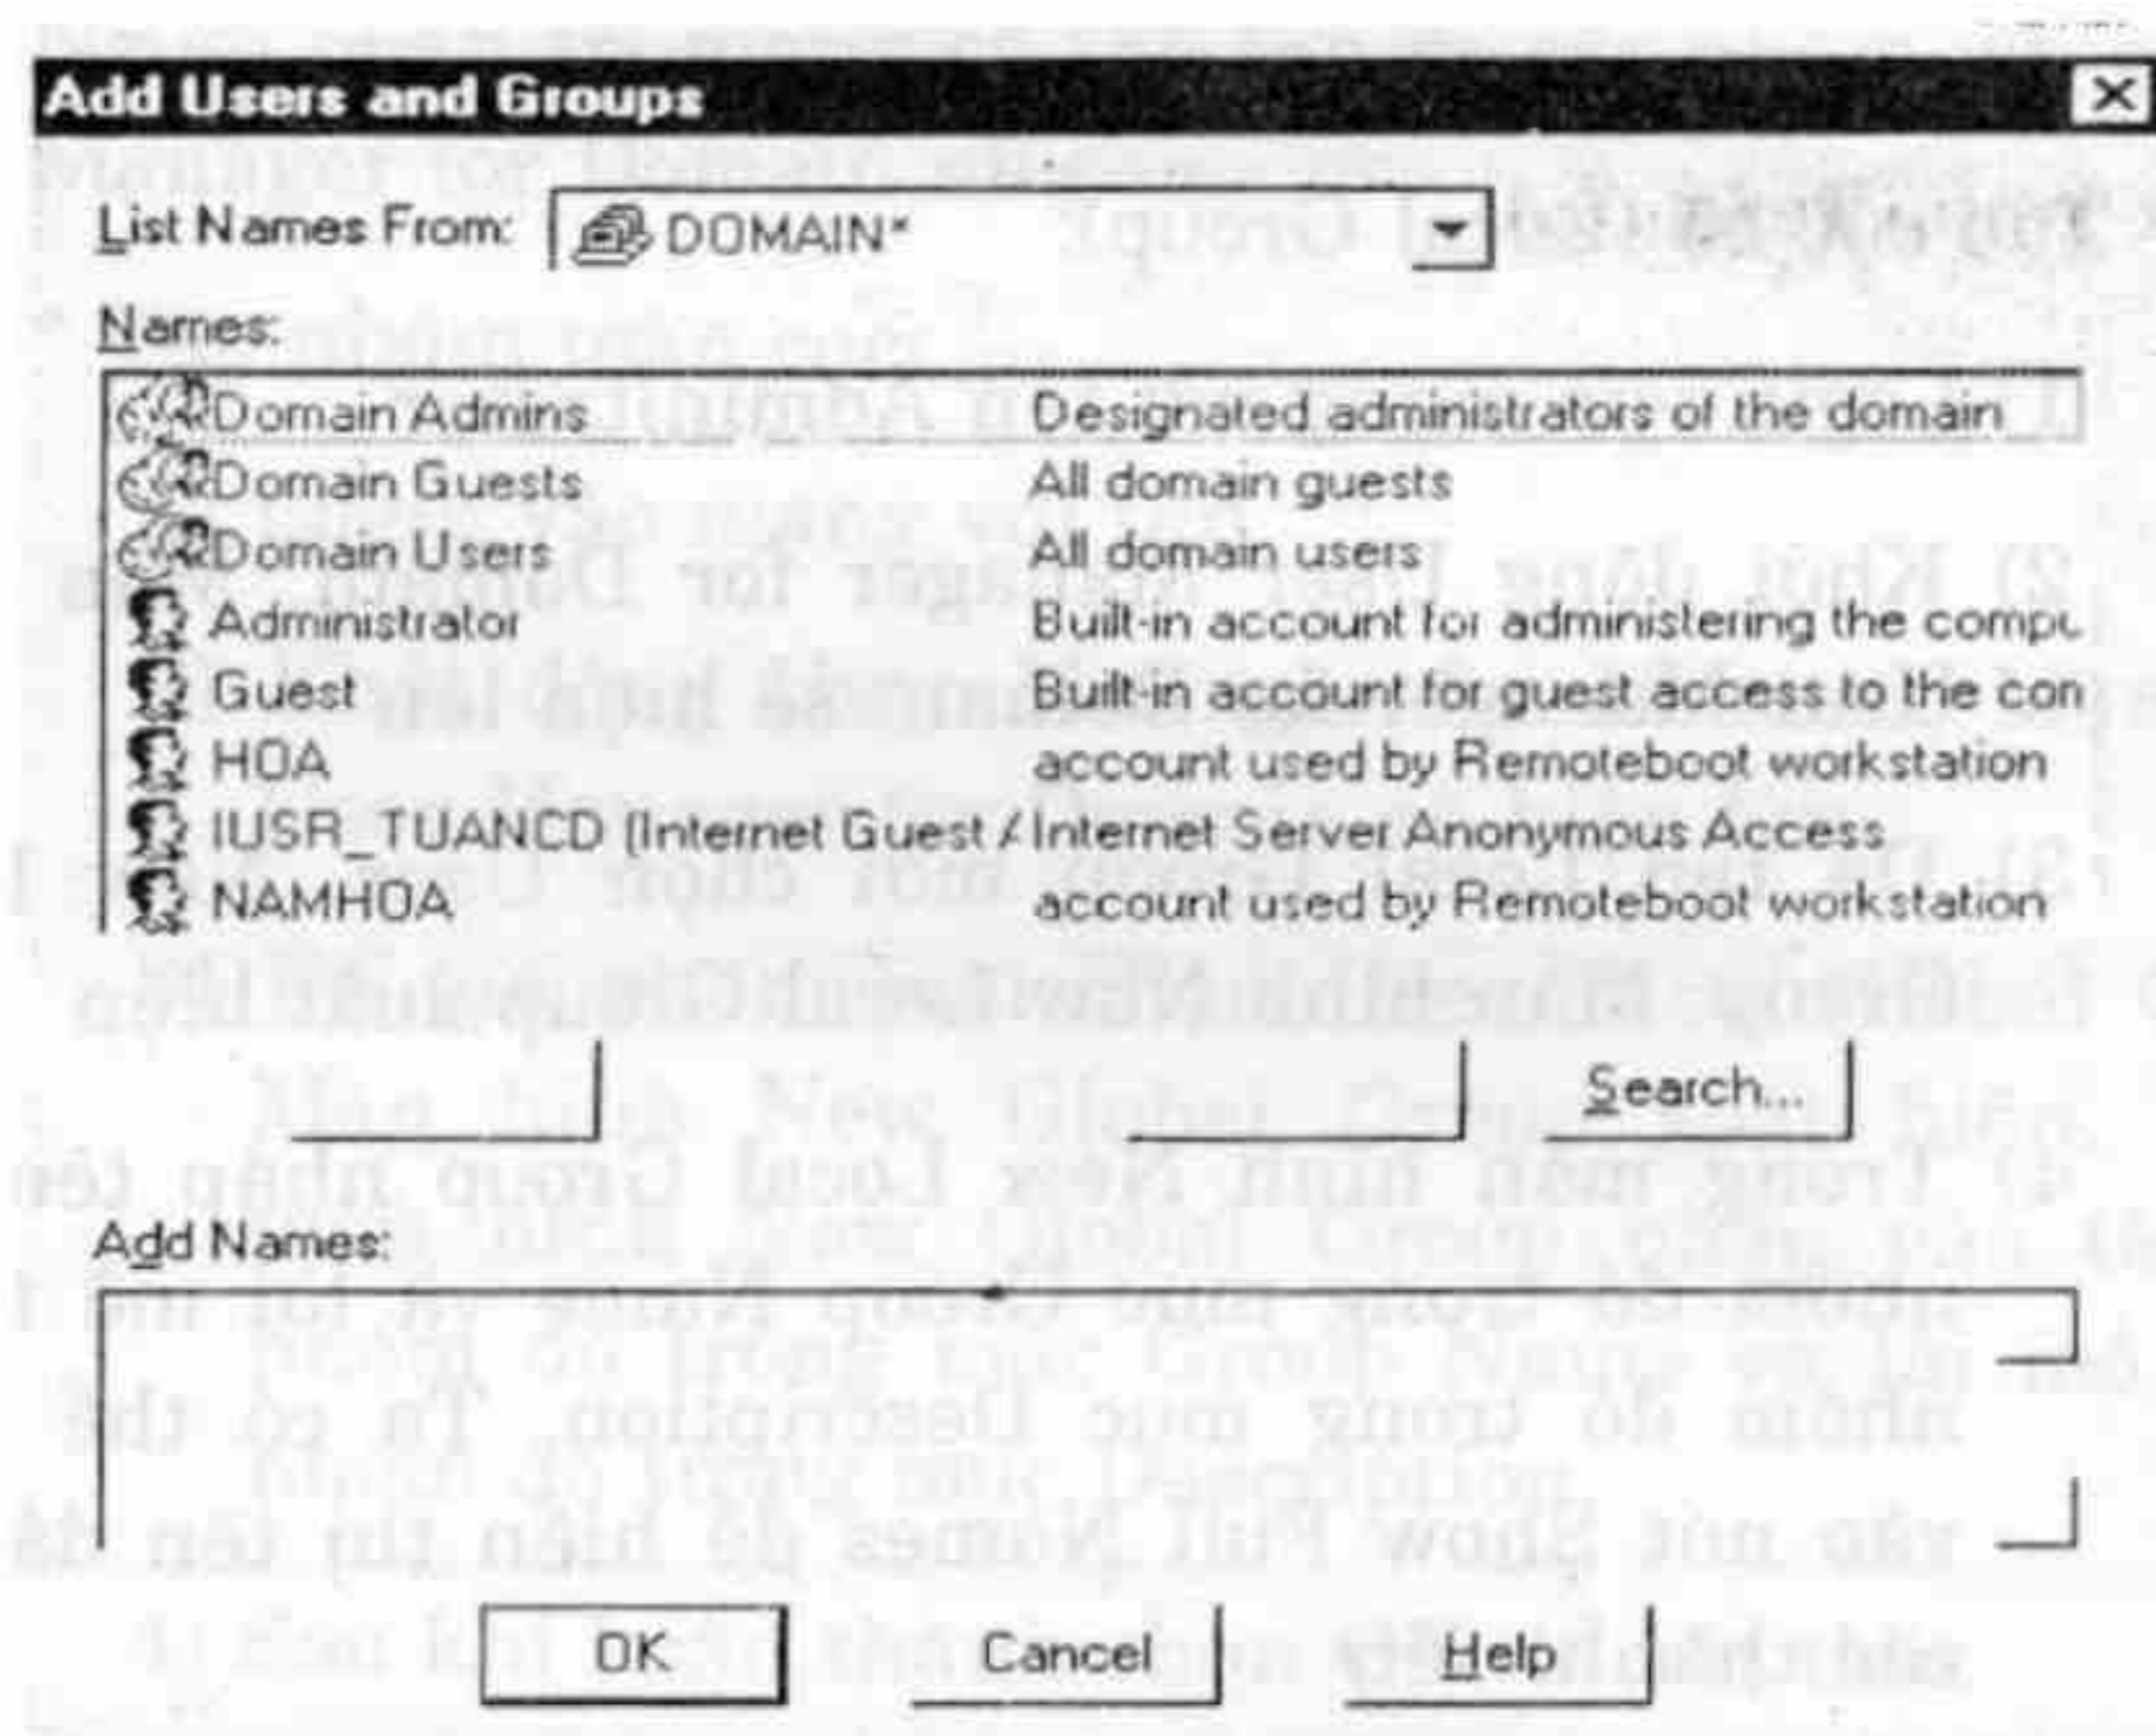 Add Users and Groups
List Names From: DOMAIN*
Names:
Domain Admins Designated administrators of the domain
Domain Guests All domain guests
Domain Users All domain users
Administrator Built-in account for administering the compu
Guest Built-in account for guest access to the con
HOA account used by Remoteboot workstation
IUSR_TUANCD (Internet Guest A Internet Server Anonymous Access
NAMHOA account used by Remoteboot workstation
Search...
Add Names:
OK Cancel Help